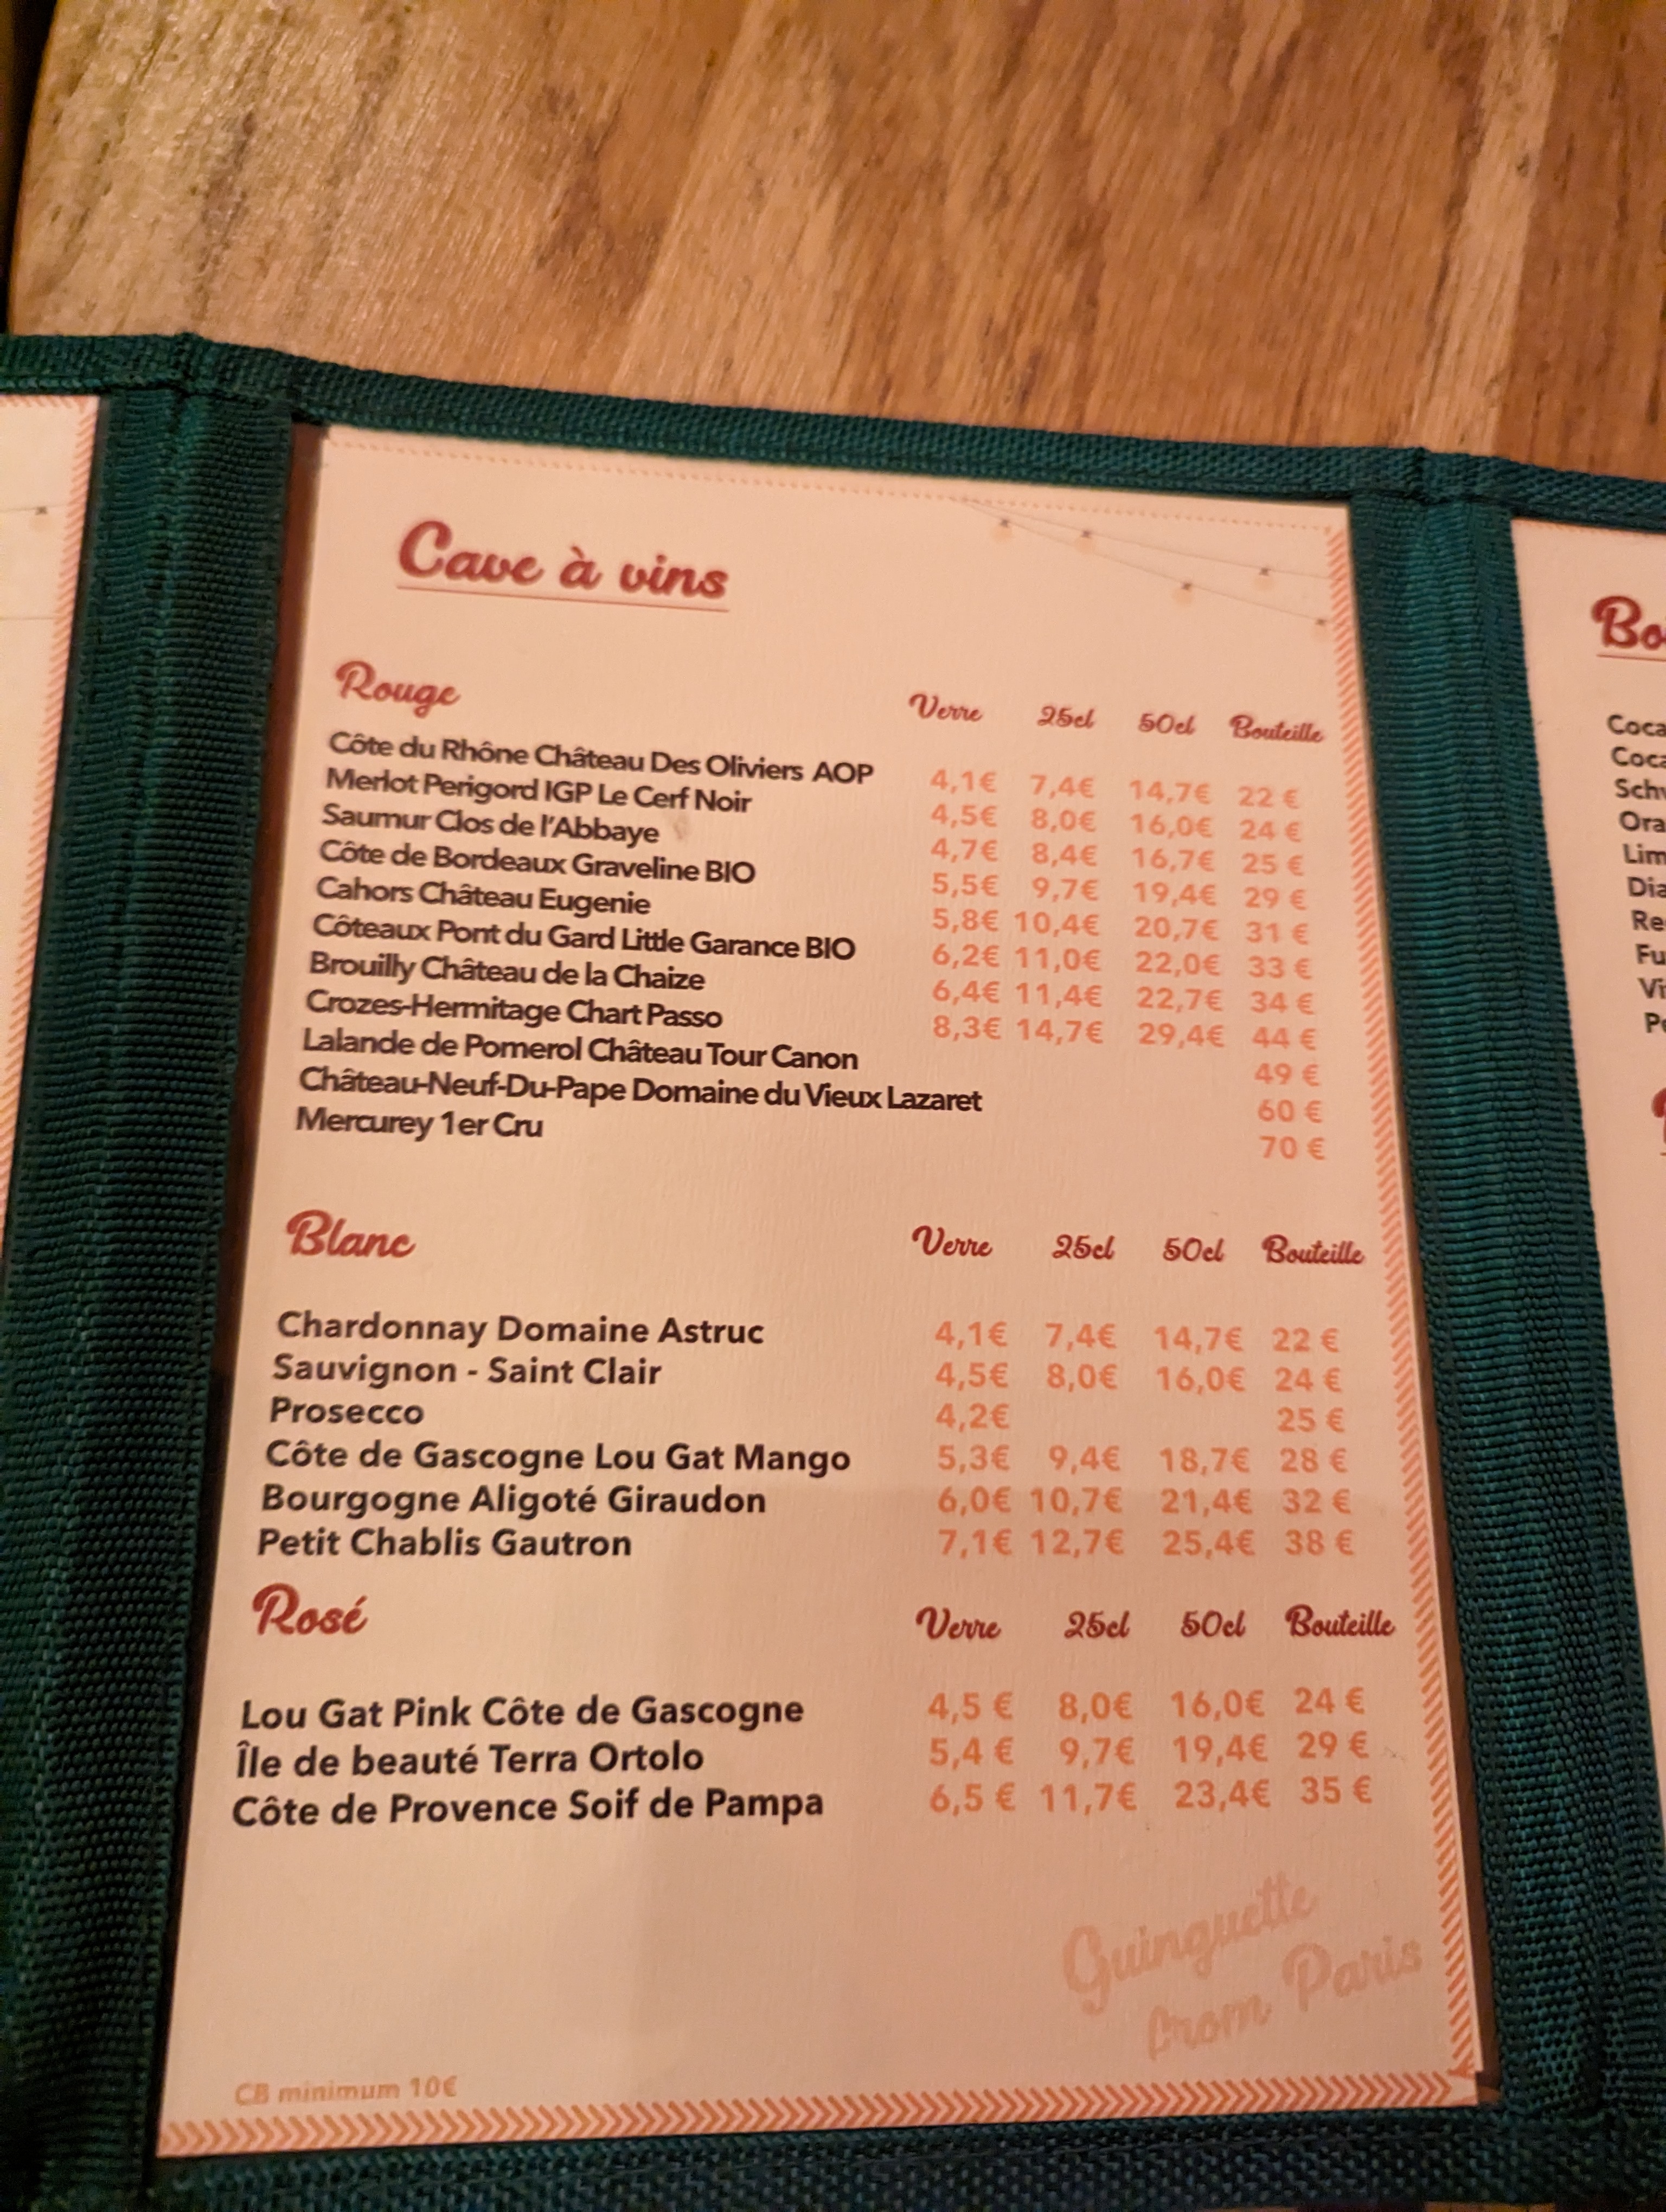 Cave à vins
Rouge Verre 25cl 50cl Bouteille
Côte du Rhône Château Des Oliviers AOP 4,1€ 7,4€ 14,7€ 22 €
Merlot Perigord IGP Le Cerf Noir 4,5€ 8,0€ 16,0€ 24 €
Saumur Clos de l'Abbaye 4,7€ 8,4€ 16,7€ 25 €
Côte de Bordeaux Graveline BIO 5,5€ 9,7€ 19,4€ 29 €
Cahors Château Eugenie 5,8€ 10,4€ 20,7€ 31 €
Côteaux Pont du Gard Little Garance BIO 6,2€ 11,0€ 22,0€ 33 €
Brouilly Château de la Chaize 6,4€ 11,4€ 22,7€ 34 €
Crozes-Hermitage Chart Passo 8,3€ 14,7€ 29,4€ 44 €
Lalande de Pomerol Château Tour Canon 49 €
Château-Neuf-Du-Pape Domaine du Vieux Lazaret 60 €
Mercurey 1er Cru 70 €
Blanc Verre 25cl 50cl Bouteille
Chardonnay Domaine Astruc 4,1€ 7,4€ 14,7€ 22 €
Sauvignon - Saint Clair 4,5€ 8,0€ 16,0€ 24 €
Prosecco 4,2€ 25 €
Côte de Gascogne Lou Gat Mango 5,3€ 9,4€ 18,7€ 28 €
Bourgogne Aligoté Giraudon 6,0€ 10,7€ 21,4€ 32 €
Petit Chablis Gautron 7,1€ 12,7€ 25,4€ 38 €
Rosé Verre 25cl 50cl Bouteille
Lou Gat Pink Côte de Gascogne 4,5 € 8,0€ 16,0€ 24 €
Île de beauté Terra Ortolo 5,4 € 9,7€ 19,4€ 29 €
Côte de Provence Soif de Pampa 6,5 € 11,7€ 23,4€ 35 €
Guinguette
from Paris
CB minimum 10€
Bo
Coca
Coca
Schw
Ora
Lim
Dia
Re
Fu
Vi
Pe